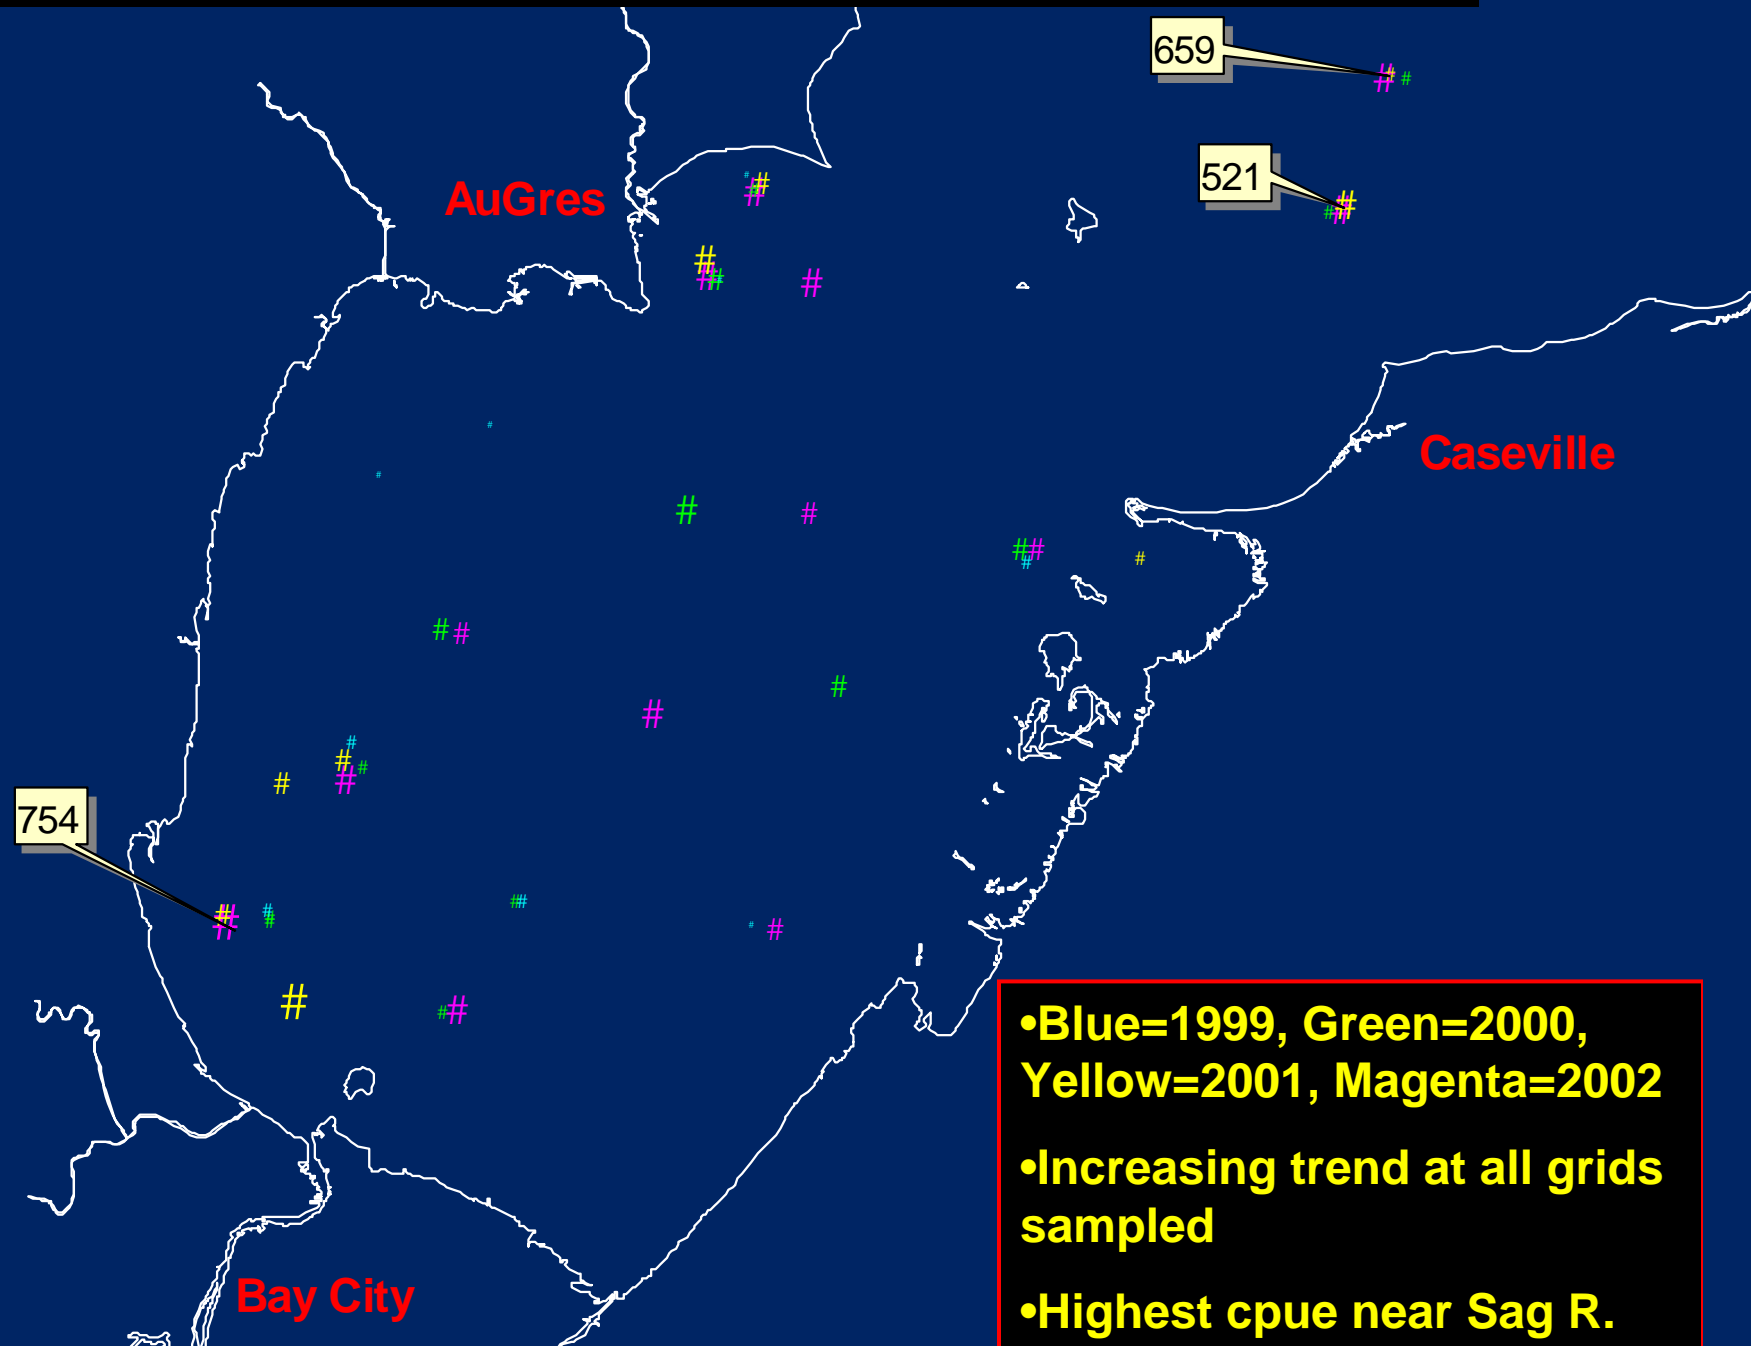 659
521
AuGres
Caseville
754
Bay City
•Blue=1999, Green=2000,
Yellow=2001, Magenta=2002
•Increasing trend at all grids
sampled
•Highest cpue near Sag R.